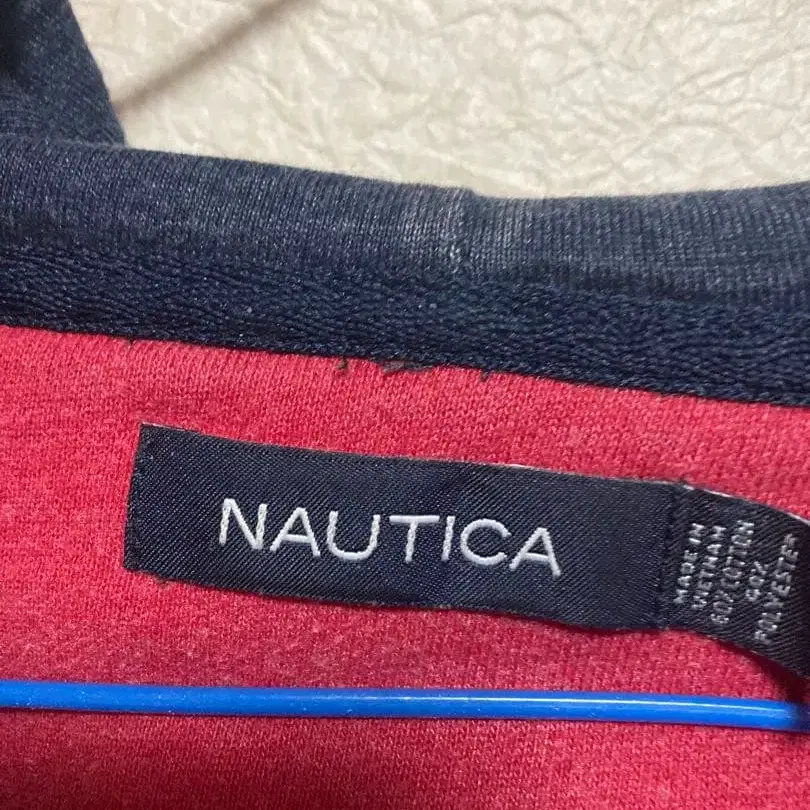 NAUTICA
MADE IN
VIETNAM
60% COTTON
40%
POLYESTER